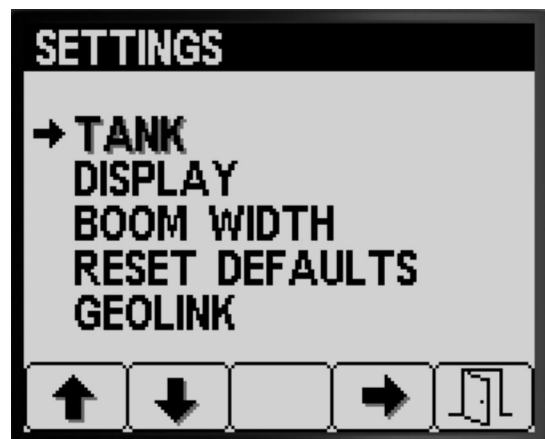 SETTINGS
TANK
DISPLAY
BOOM WIDTH
RESET DEFAULTS
GEOLINK